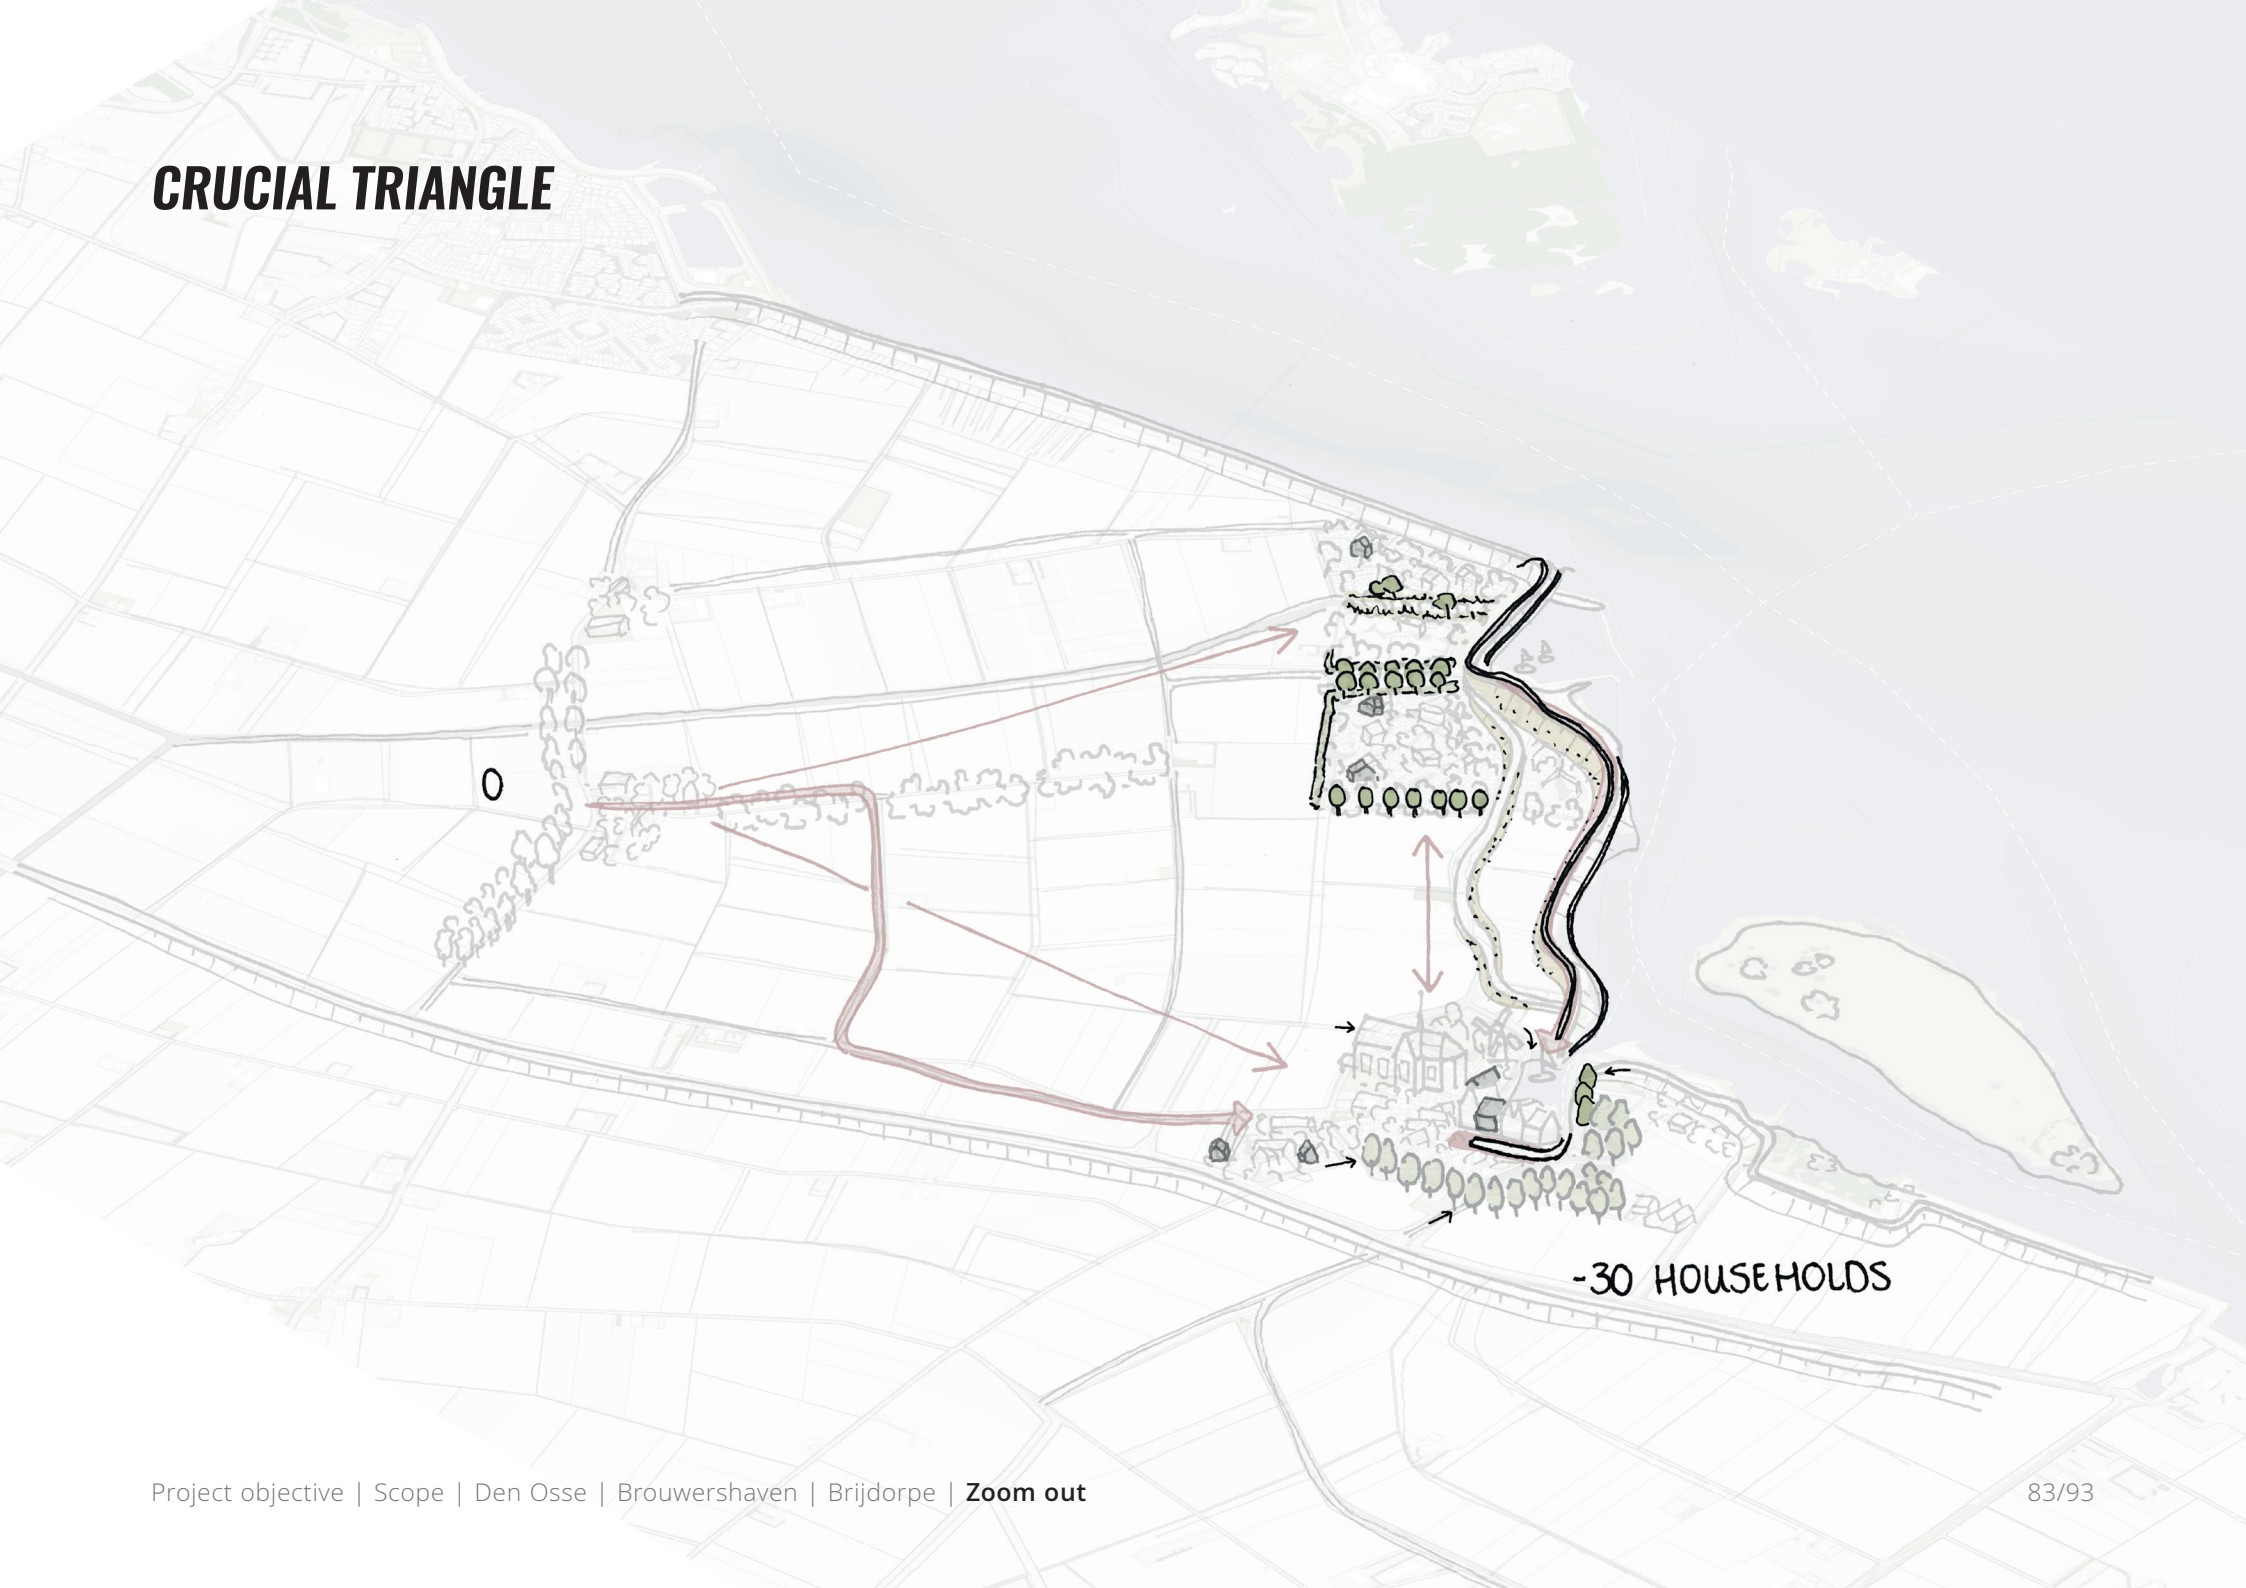 CRUCIAL TRIANGLE
0
-30 HOUSEHOLDS
Project objective | Scope | Den Osse | Brouwershaven | Brijdorpe | Zoom out
83/93